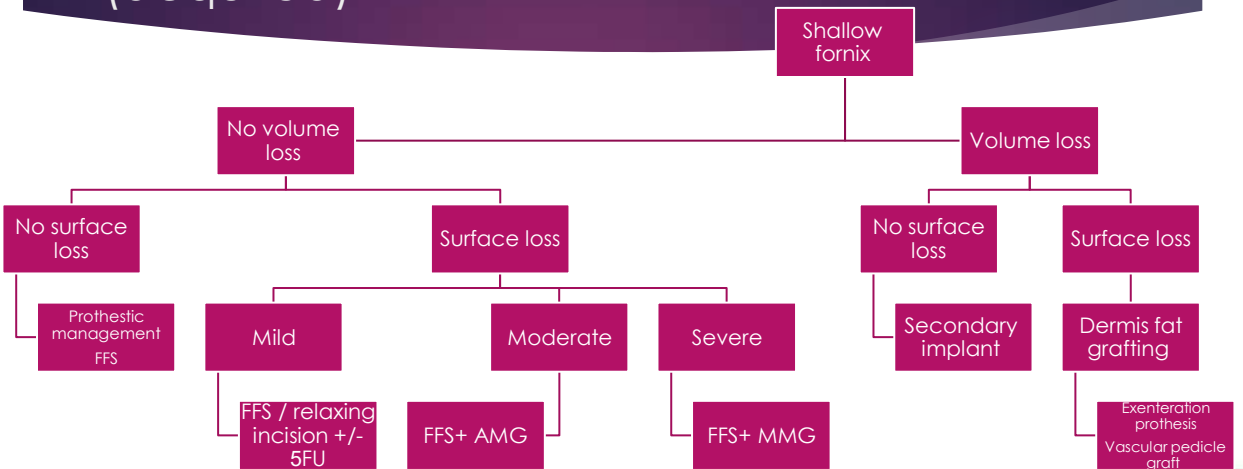 Shallow
fornix
No volume
loss
Volume loss
No surface
loss
Surface loss
No surface
loss
Surface loss
Prothestic
management
FFS
Mild
Moderate
Severe
Secondary
implant
Dermis fat
grafting
FFS / relaxing
incision +/-
5FU
FFS+ AMG
FFS+ MMG
Exenteration
prothesis
Vascular pedicle
graft